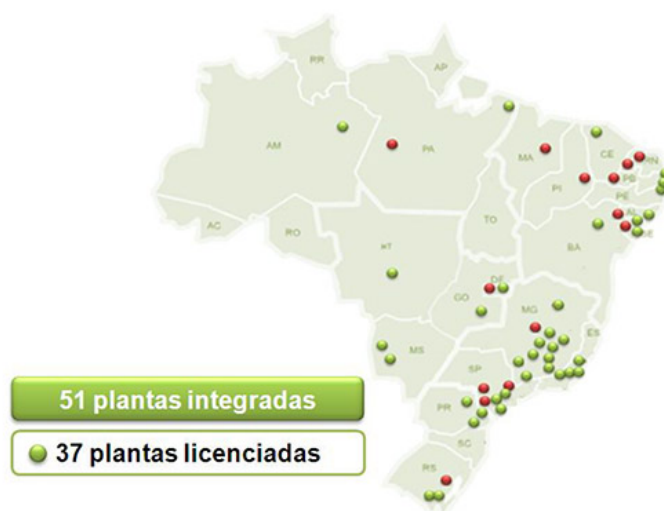 RR
AP
AM
PA
MA
CE
RN
PB
PI
PE
AL
SE
AC
RO
TO
BA
MT
DF
GO
MG
ES
MS
SP
PR
SC
RS
51 plantas integradas
37 plantas licenciadas